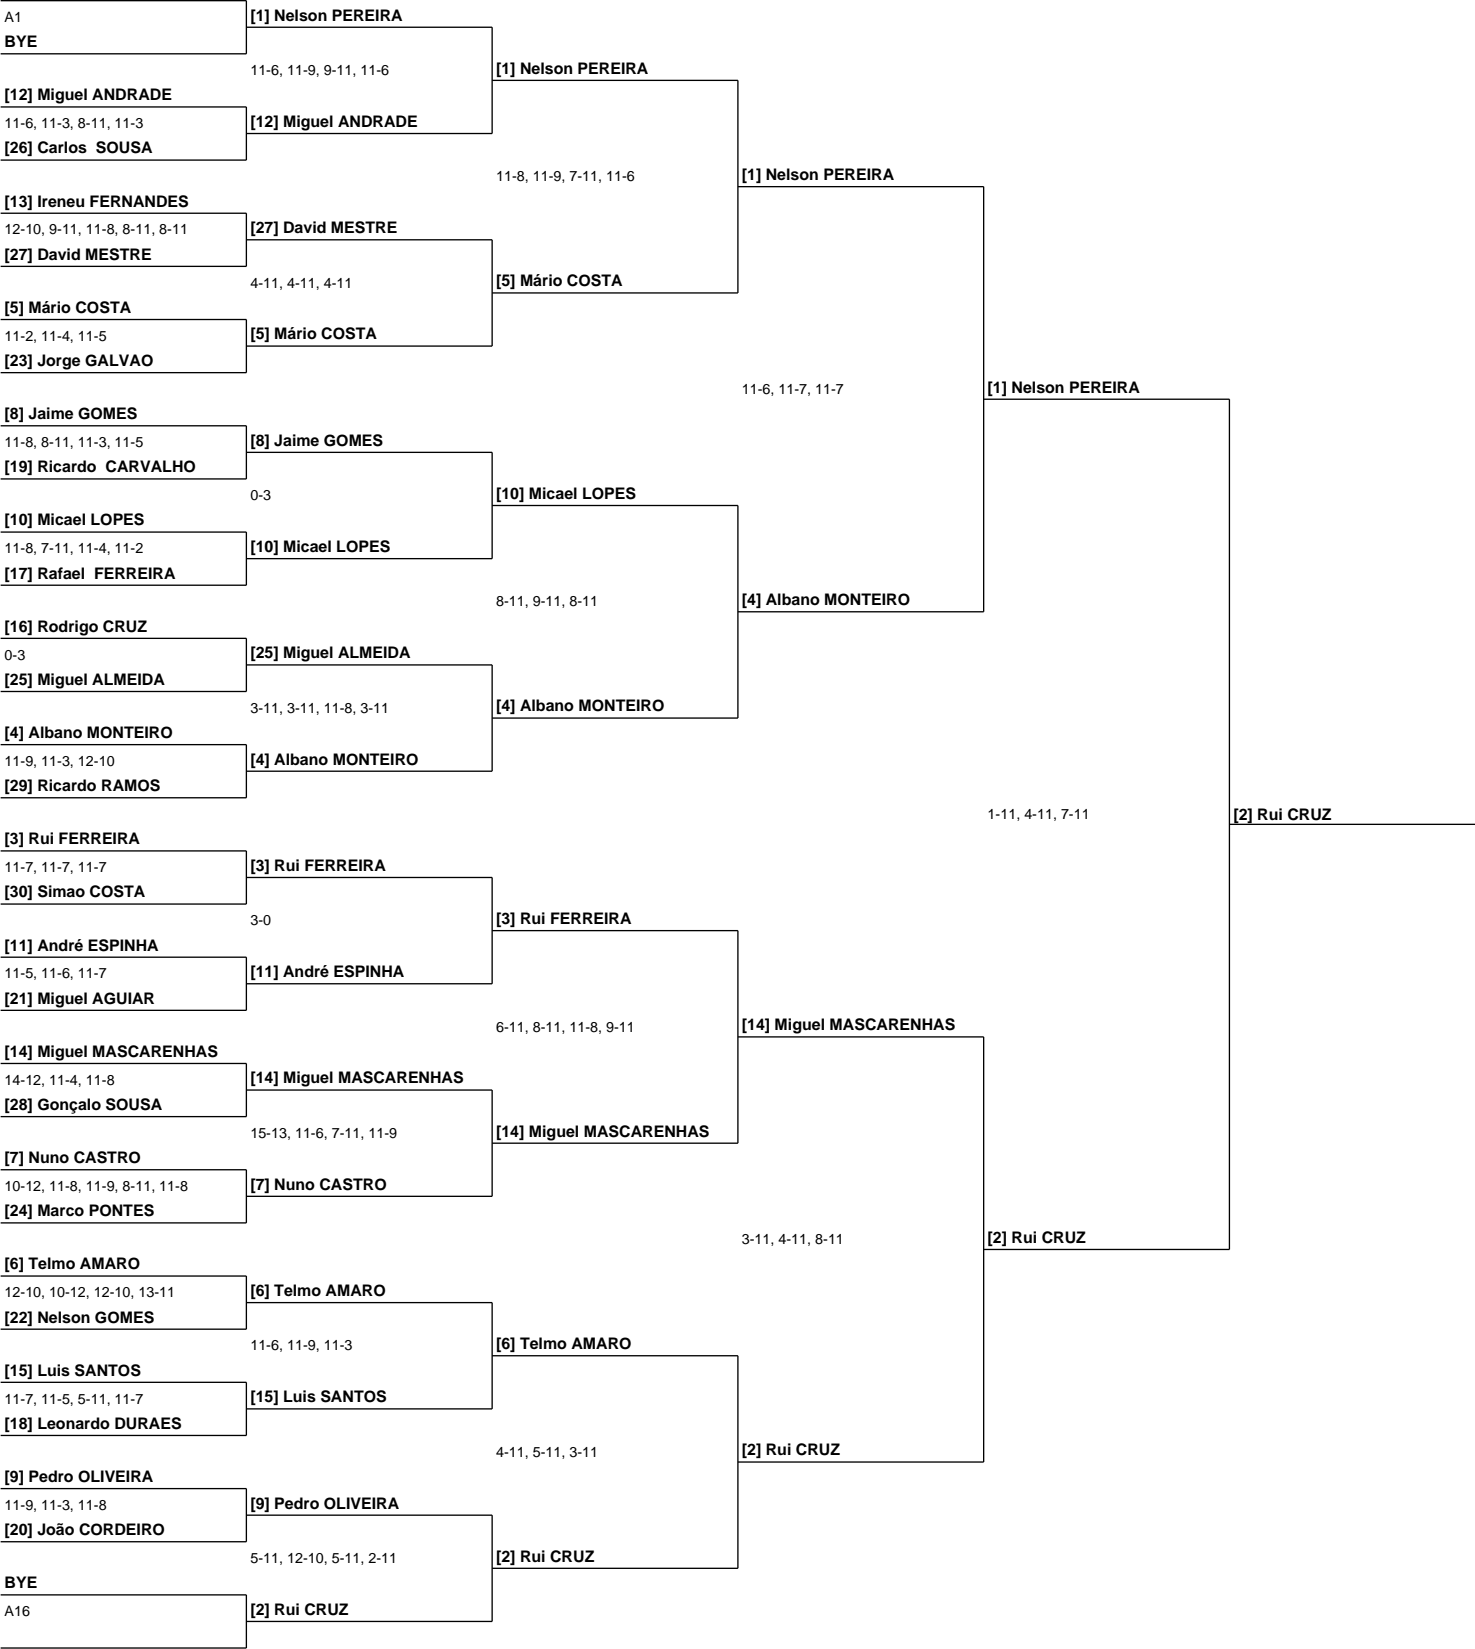 A1
BYE
[1] Nelson PEREIRA
11-6, 11-9, 9-11, 11-6
[1] Nelson PEREIRA
[12] Miguel ANDRADE
11-6, 11-3, 8-11, 11-3
[26] Carlos  SOUSA
[12] Miguel ANDRADE
11-8, 11-9, 7-11, 11-6
[1] Nelson PEREIRA
[13] Ireneu FERNANDES
12-10, 9-11, 11-8, 8-11, 8-11
[27] David MESTRE
[27] David MESTRE
4-11, 4-11, 4-11
[5] Mário COSTA
[5] Mário COSTA
11-2, 11-4, 11-5
[23] Jorge GALVAO
[5] Mário COSTA
11-6, 11-7, 11-7
[1] Nelson PEREIRA
[8] Jaime GOMES
11-8, 8-11, 11-3, 11-5
[19] Ricardo  CARVALHO
[8] Jaime GOMES
0-3
[10] Micael LOPES
[10] Micael LOPES
11-8, 7-11, 11-4, 11-2
[17] Rafael  FERREIRA
[10] Micael LOPES
8-11, 9-11, 8-11
[4] Albano MONTEIRO
[16] Rodrigo CRUZ
0-3
[25] Miguel ALMEIDA
[25] Miguel ALMEIDA
3-11, 3-11, 11-8, 3-11
[4] Albano MONTEIRO
[4] Albano MONTEIRO
11-9, 11-3, 12-10
[29] Ricardo RAMOS
[4] Albano MONTEIRO
1-11, 4-11, 7-11
[2] Rui CRUZ
[3] Rui FERREIRA
11-7, 11-7, 11-7
[30] Simao COSTA
[3] Rui FERREIRA
3-0
[3] Rui FERREIRA
[11] André ESPINHA
11-5, 11-6, 11-7
[21] Miguel AGUIAR
[11] André ESPINHA
6-11, 8-11, 11-8, 9-11
[14] Miguel MASCARENHAS
[14] Miguel MASCARENHAS
14-12, 11-4, 11-8
[28] Gonçalo SOUSA
[14] Miguel MASCARENHAS
15-13, 11-6, 7-11, 11-9
[14] Miguel MASCARENHAS
[7] Nuno CASTRO
10-12, 11-8, 11-9, 8-11, 11-8
[24] Marco PONTES
[7] Nuno CASTRO
3-11, 4-11, 8-11
[2] Rui CRUZ
[6] Telmo AMARO
12-10, 10-12, 12-10, 13-11
[22] Nelson GOMES
[6] Telmo AMARO
11-6, 11-9, 11-3
[6] Telmo AMARO
[15] Luis SANTOS
11-7, 11-5, 5-11, 11-7
[18] Leonardo DURAES
[15] Luis SANTOS
4-11, 5-11, 3-11
[2] Rui CRUZ
[9] Pedro OLIVEIRA
11-9, 11-3, 11-8
[20] João CORDEIRO
[9] Pedro OLIVEIRA
5-11, 12-10, 5-11, 2-11
[2] Rui CRUZ
BYE
A16
[2] Rui CRUZ